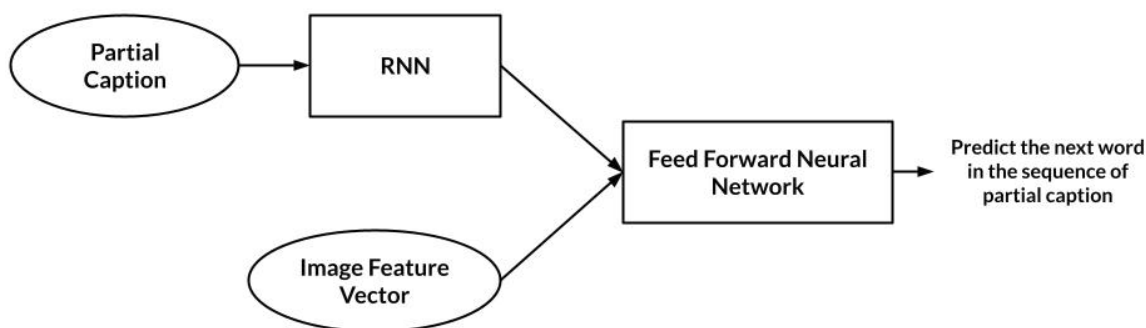 Partial
Caption
RNN
Feed Forward Neural
Network
Predict the next word
in the sequence of
partial caption
Image Feature
Vector